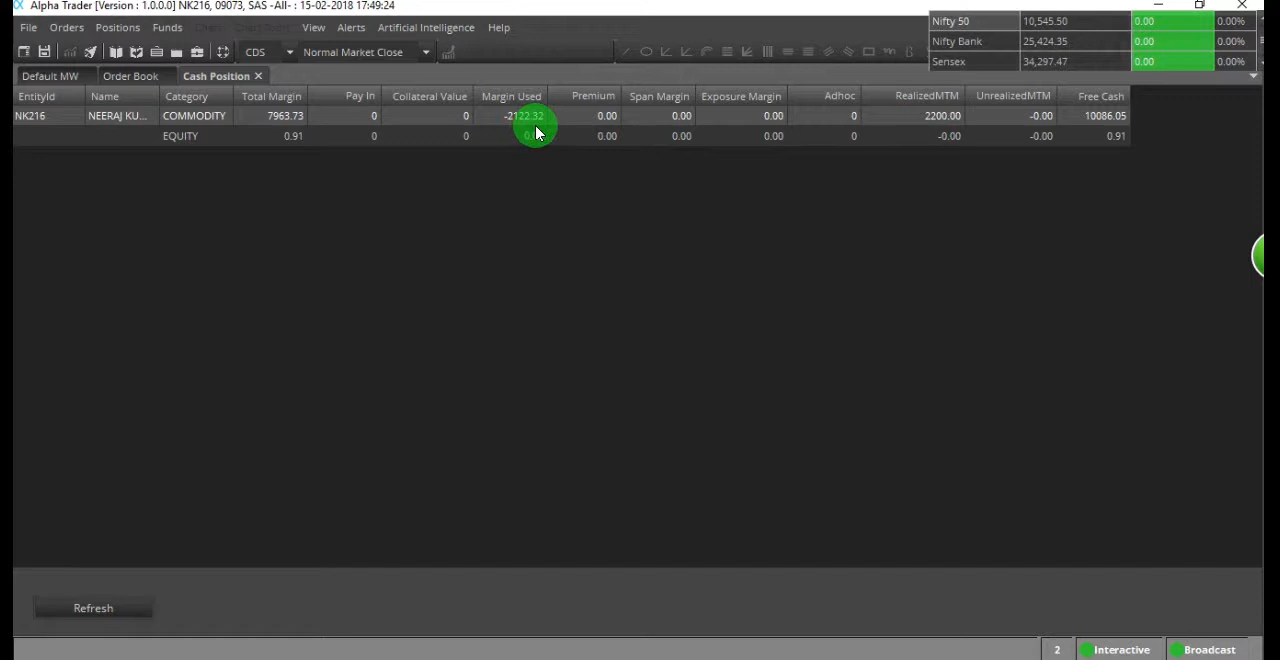 Alpha Trader [Version : 1.0.0.0] NK216, 09073, SAS -All- : 15-02-2018 17:49:24
File Orders Positions Funds View Alerts Artificial Intelligence Help
Nifty 50 10,545.50 0.00 0.00%
CDS Normal Market Close
Nifty Bank 25,424.35 0.00 0.00%
Sensex 34,297.47 0.00 0.00%
Default MW Order Book Cash Position
EntityId Name Category Total Margin Pay In Collateral Value Margin Used Premium Span Margin Exposure Margin Adhoc RealizedMTM UnrealizedMTM Free Cash
NK216 NEERAJ KU... COMMODITY 7963.73 0 0 -2122.32 0.00 0.00 0.00 0 2200.00 -0.00 10086.05
EQUITY 0.91 0 0 0.00 0.00 0.00 0 -0.00 -0.00 0.91
Refresh
2 Interactive Broadcast